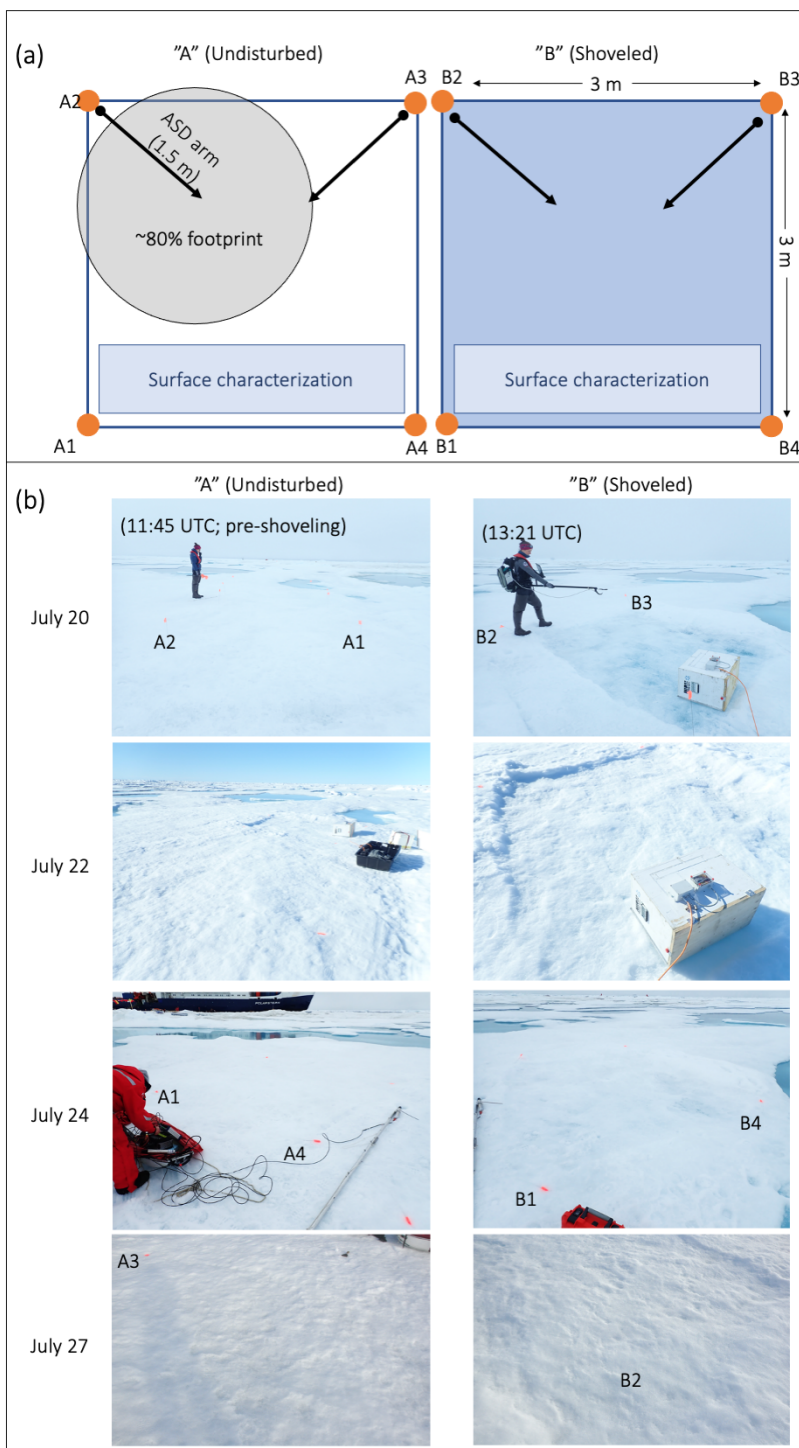 (a)
”A” (Undisturbed)
”B” (Shoveled)
A2
A3
B2
B3
3 m
ASD arm
(1.5 m)
~80% footprint
3 m
Surface characterization
Surface characterization
A1
A4
B1
B4
(b)
”A” (Undisturbed)
”B” (Shoveled)
July 20
(11:45 UTC; pre-shoveling)
A2
A1
(13:21 UTC)
B3
B2
July 22
July 24
A1
A4
B4
B1
July 27
A3
B2